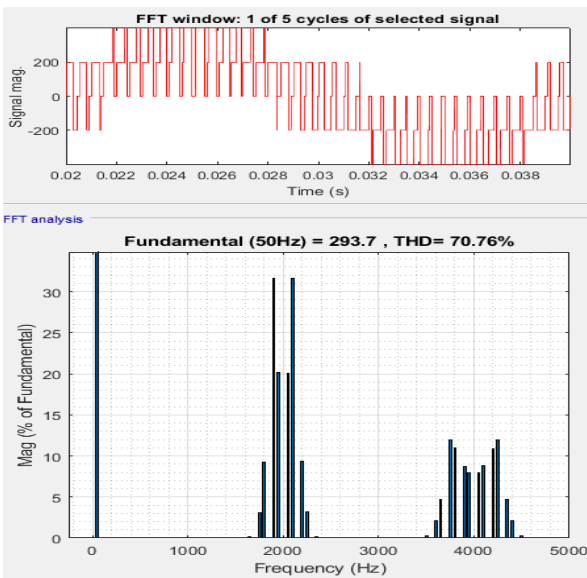 FFT window: 1 of 5 cycles of selected signal
Signal mag.
200
0
-200
0.02 0.022 0.024 0.026 0.028 0.03 0.032 0.034 0.036 0.038
Time (s)
FFT analysis
Fundamental (50Hz) = 293.7 , THD= 70.76%
Mag (% of Fundamental)
30
25
20
15
10
5
0
0 1000 2000 3000 4000 5000
Frequency (Hz)